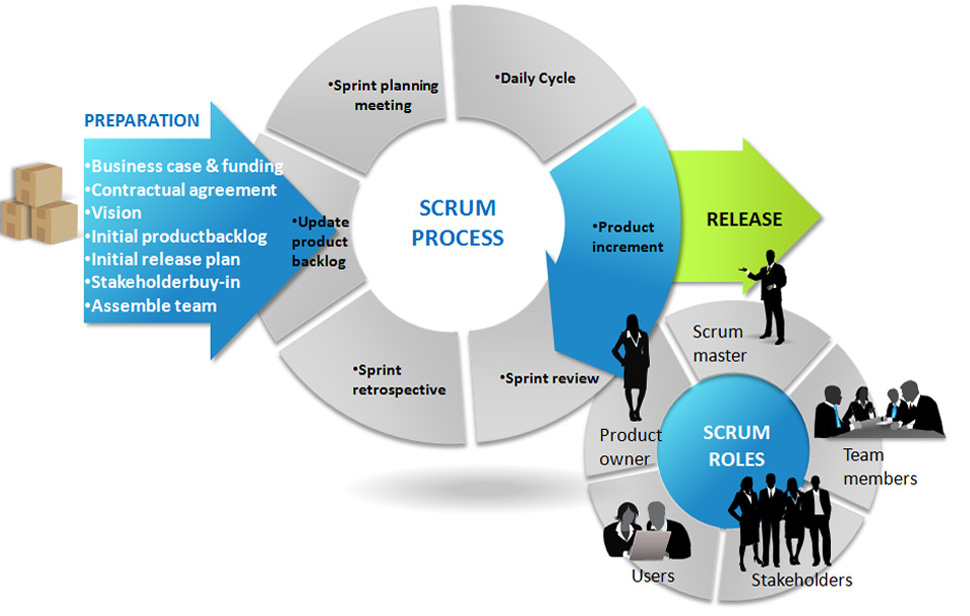 PREPARATION
•Business case & funding
•Contractual agreement
•Vision
•Initial productbacklog
•Initial release plan
•Stakeholderbuy-in
•Assemble team
•Sprint planning
meeting
•Daily Cycle
•Update
product
backlog
SCRUM
PROCESS
•Product
increment
RELEASE
•Sprint
retrospective
•Sprint review
Scrum
master
Product
owner
SCRUM
ROLES
Team
members
Users
Stakeholders